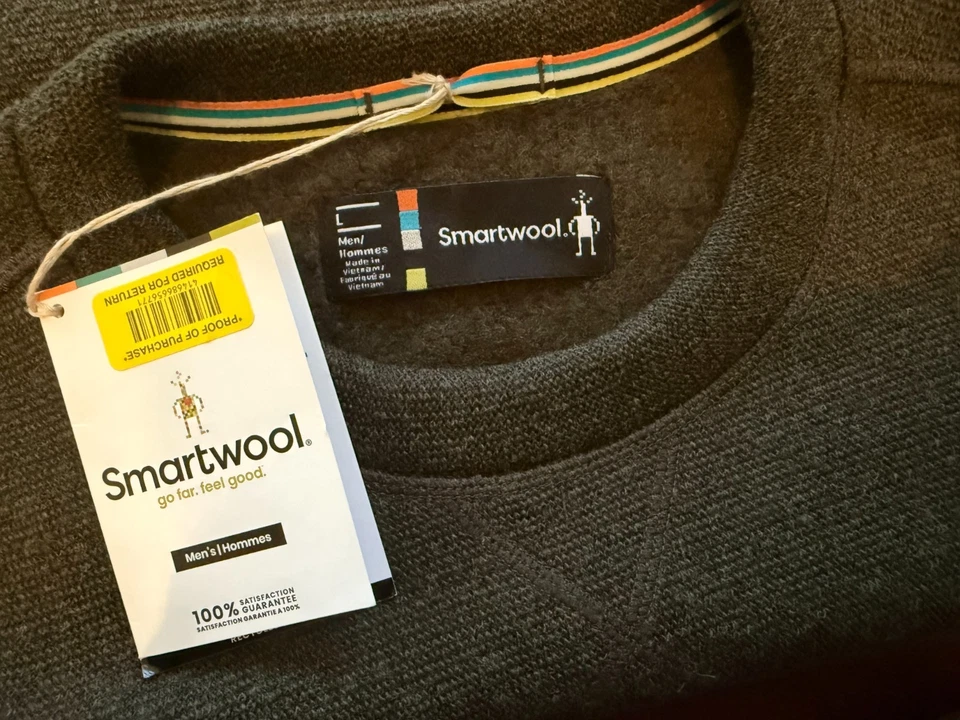 L
Men/
Hommes
Made in
Vietnam/
Fabriqué au
Vietnam
Smartwool®
*PROOF OF PURCHASE*
474686656771
REQUIRED FOR RETURN
Smartwool®
go far. feel good.
Men's | Hommes
100% SATISFACTION
GUARANTEE
SATISFACTION GARANTIE À 100%